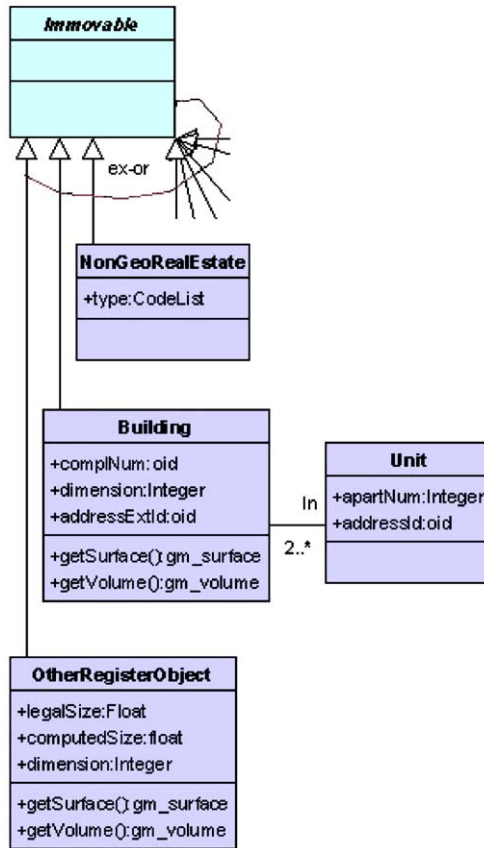 Immovable
ex-or
NonGeoRealEstate
+type:CodeList
Building
+complNum:oid
+dimension:Integer
+addressExtId:oid
+getSurface():gm_surface
+getVolume():gm_volume
In
2..*
Unit
+apartNum:Integer
+addressId:oid
OtherRegisterObject
+legalSize:Float
+computedSize:float
+dimension:Integer
+getSurface():gm_surface
+getVolume():gm_volume